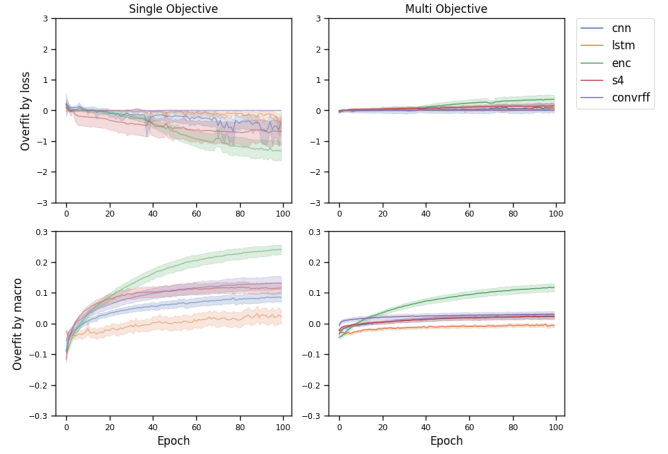 Single Objective
Multi Objective
Overfit by loss
3
2
1
0
−1
−2
−3
0 20 40 60 80 100
3
2
1
0
−1
−2
−3
0 20 40 60 80 100
cnn
lstm
enc
s4
convrff
Overfit by macro
0.3
0.2
0.1
0.0
−0.1
−0.2
−0.3
0 20 40 60 80 100
Epoch
0.3
0.2
0.1
0.0
−0.1
−0.2
−0.3
0 20 40 60 80 100
Epoch